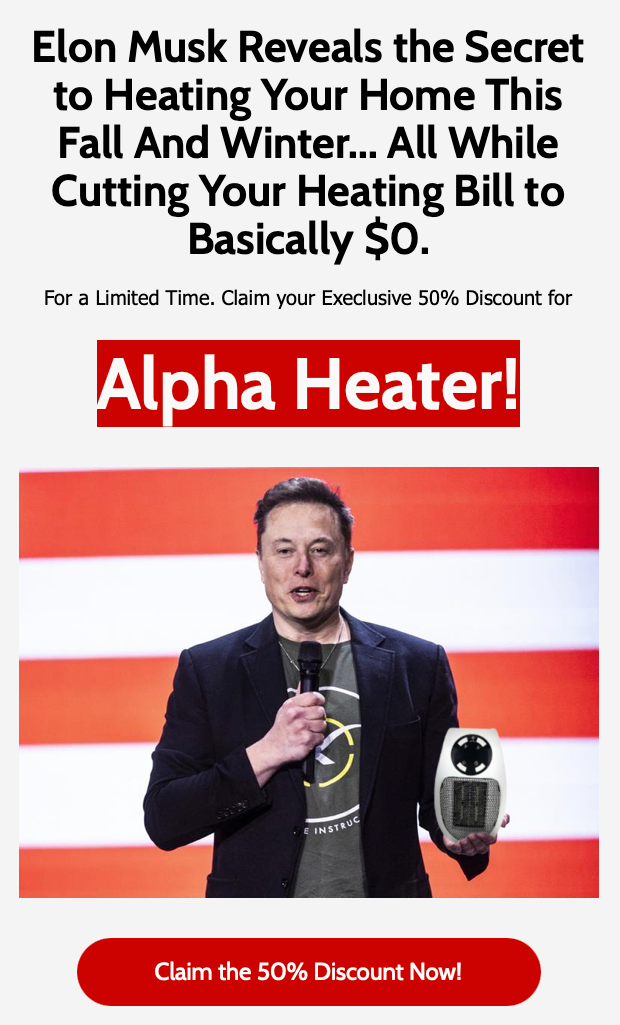 Elon Musk Reveals the Secret
to Heating Your Home This
Fall And Winter... All While
Cutting Your Heating Bill to
Basically $0.
For a Limited Time. Claim your Execlusive 50% Discount for
Alpha Heater!
E INSTRUC
Claim the 50% Discount Now!